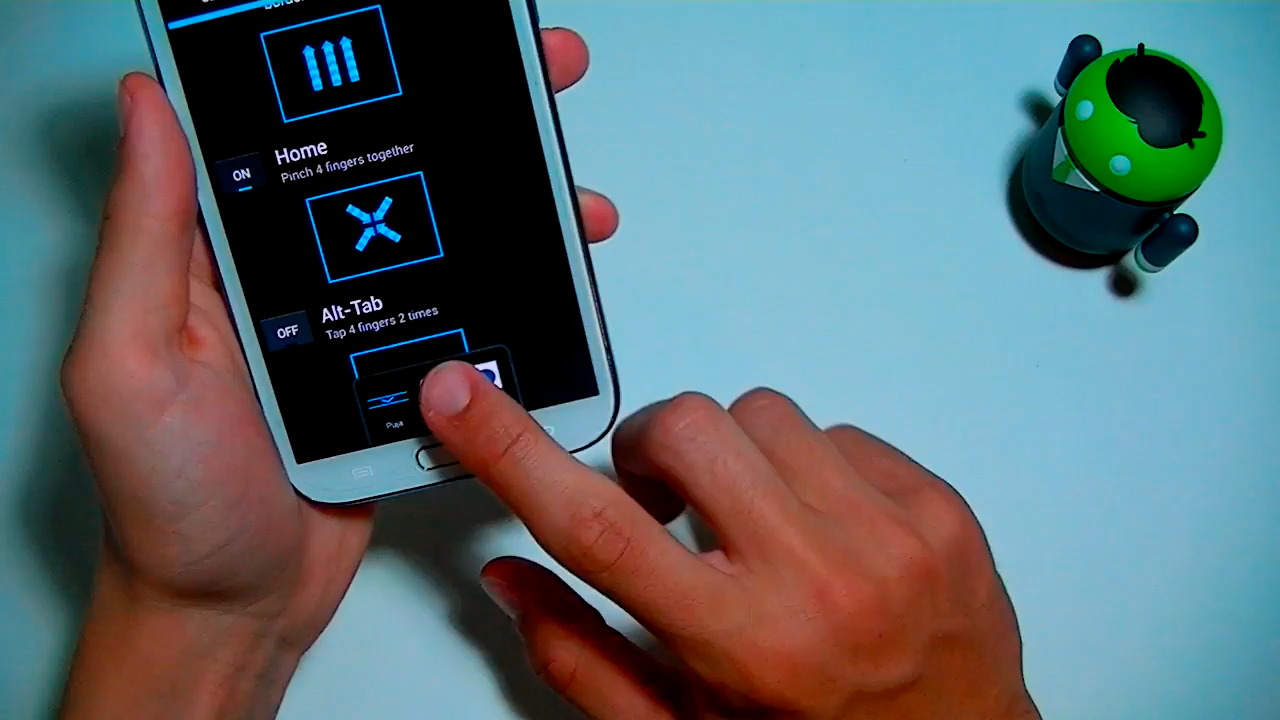 Home
ON
Pinch 4 fingers together
Alt-Tab
OFF
Tap 4 fingers 2 times